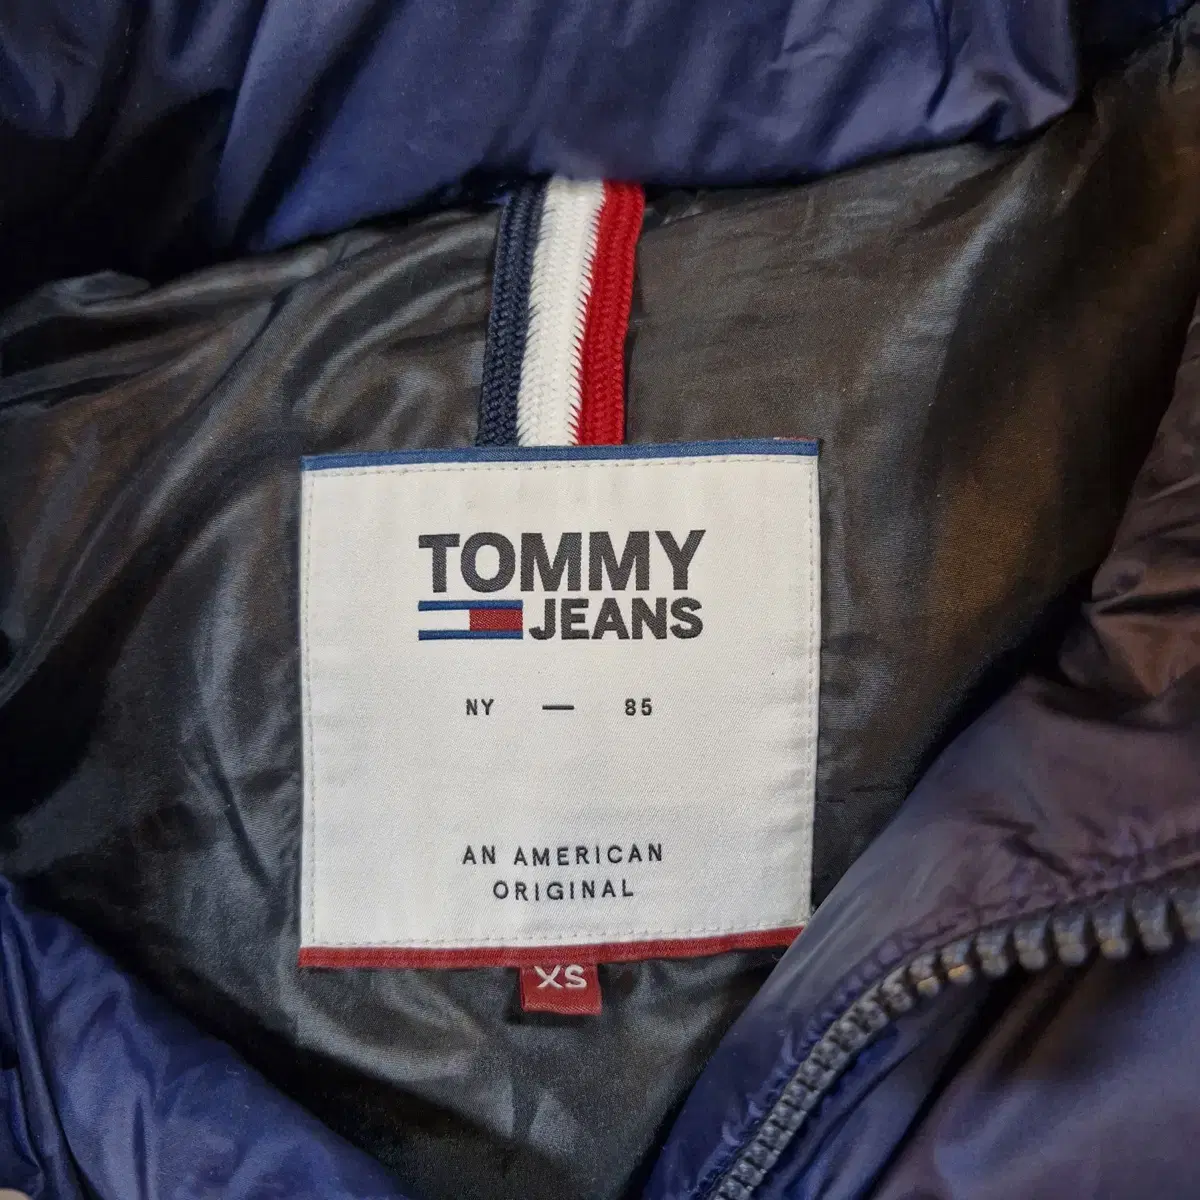 TOMMY
JEANS
NY — 85
AN AMERICAN
ORIGINAL
XS